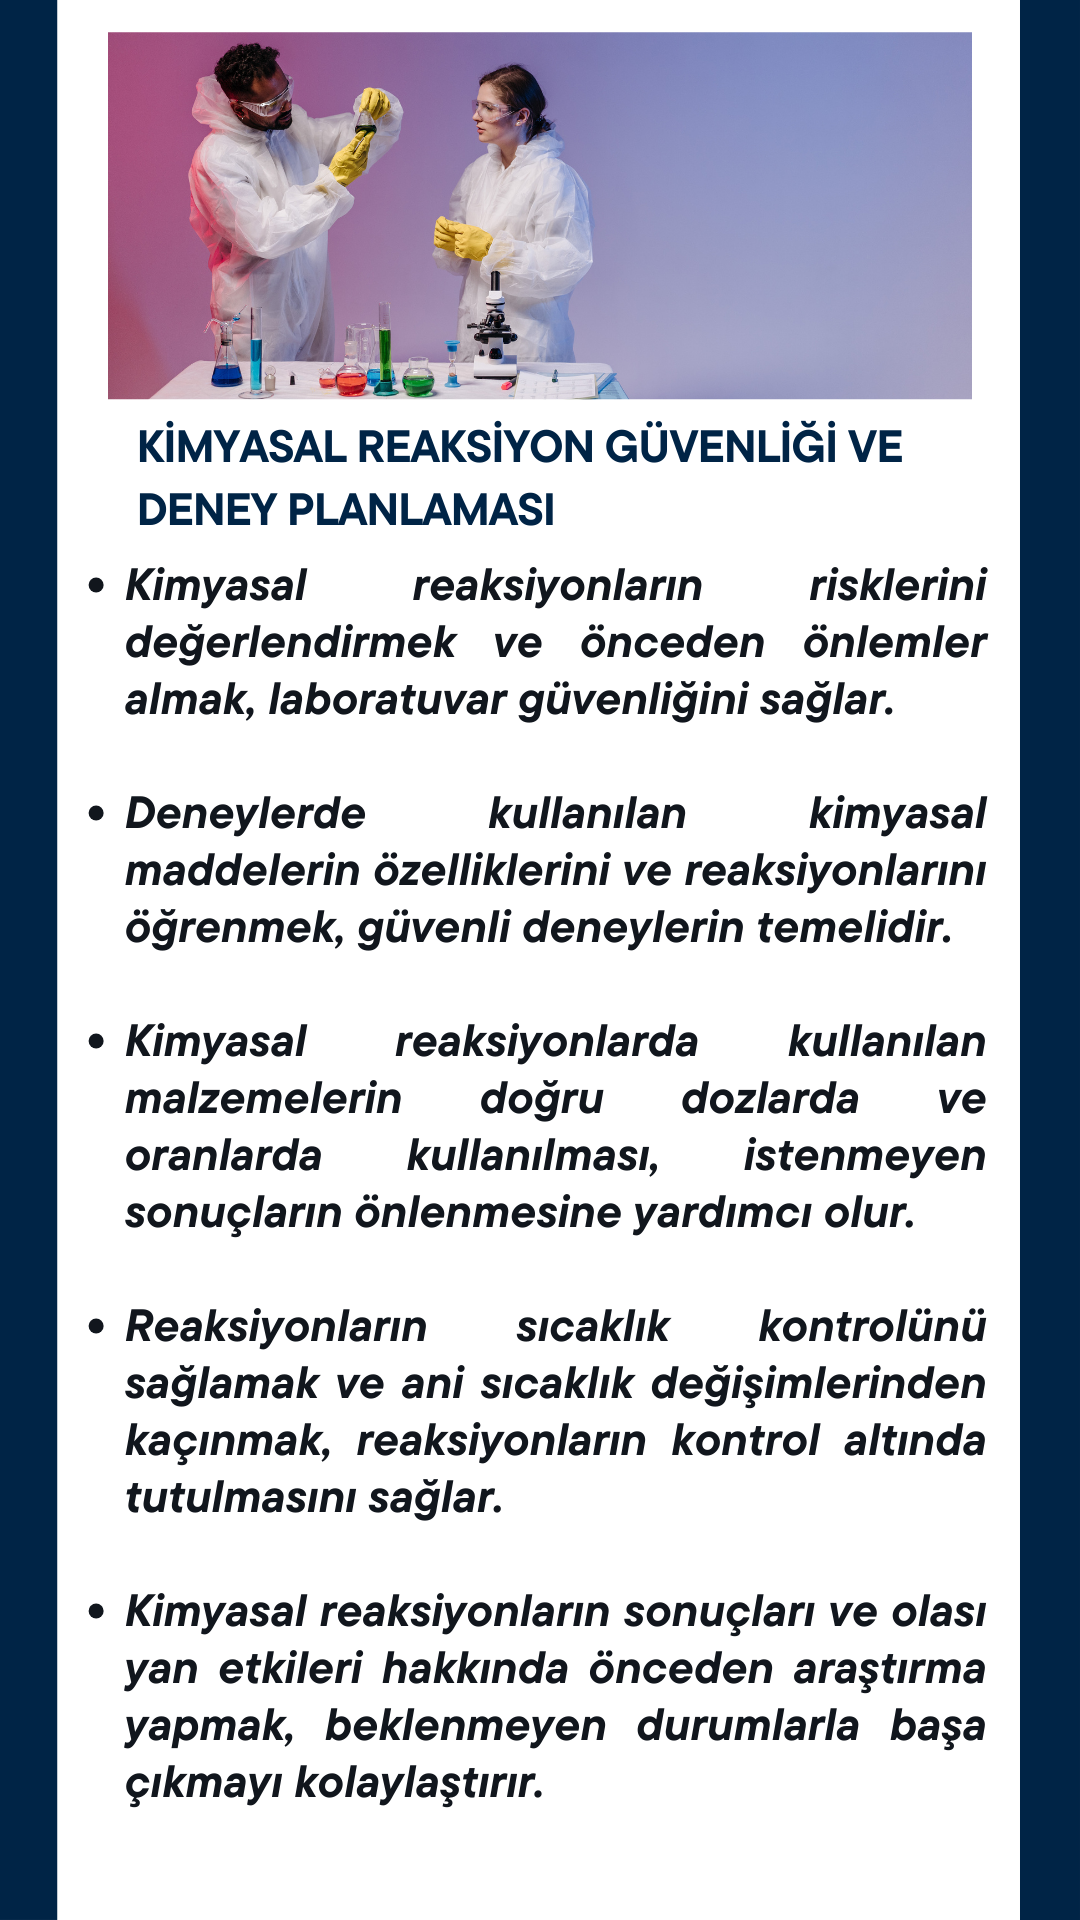 KİMYASAL REAKSİYON GÜVENLİĞİ VE
DENEY PLANLAMASI
• Kimyasal reaksiyonların risklerini
değerlendirmek ve önceden önlemler
almak, laboratuvar güvenliğini sağlar.
• Deneylerde kullanılan kimyasal
maddelerin özelliklerini ve reaksiyonlarını
öğrenmek, güvenli deneylerin temelidir.
• Kimyasal reaksiyonlarda kullanılan
malzemelerin doğru dozlarda ve
oranlarda kullanılması, istenmeyen
sonuçların önlenmesine yardımcı olur.
• Reaksiyonların sıcaklık kontrolünü
sağlamak ve ani sıcaklık değişimlerinden
kaçınmak, reaksiyonların kontrol altında
tutulmasını sağlar.
• Kimyasal reaksiyonların sonuçları ve olası
yan etkileri hakkında önceden araştırma
yapmak, beklenmeyen durumlarla başa
çıkmayı kolaylaştırır.